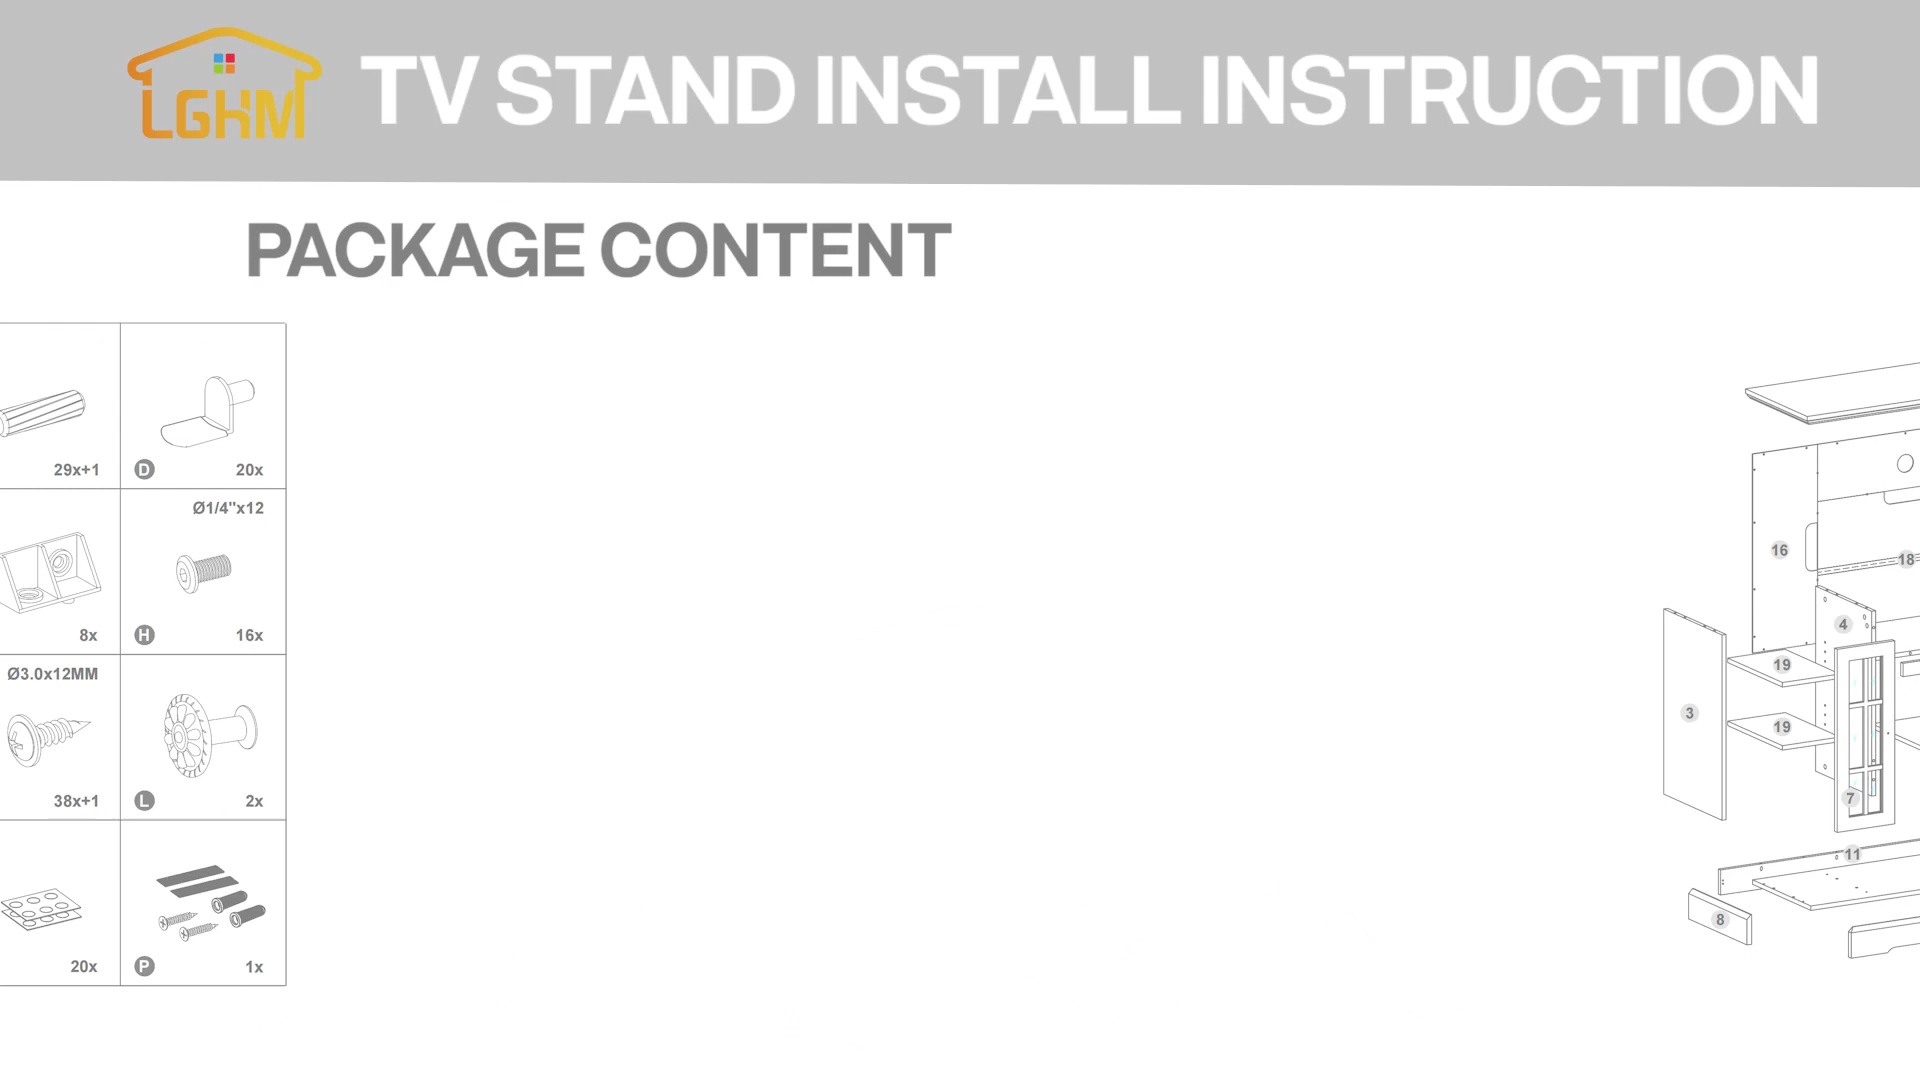 LGHM
TV STAND INSTALL INSTRUCTION
PACKAGE CONTENT
29x+1
D 20x
8x
Ø1/4"x12
H 16x
Ø3.0x12MM
38x+1
L 2x
20x
P 1x
16
18
4
19
3
19
7
11
8